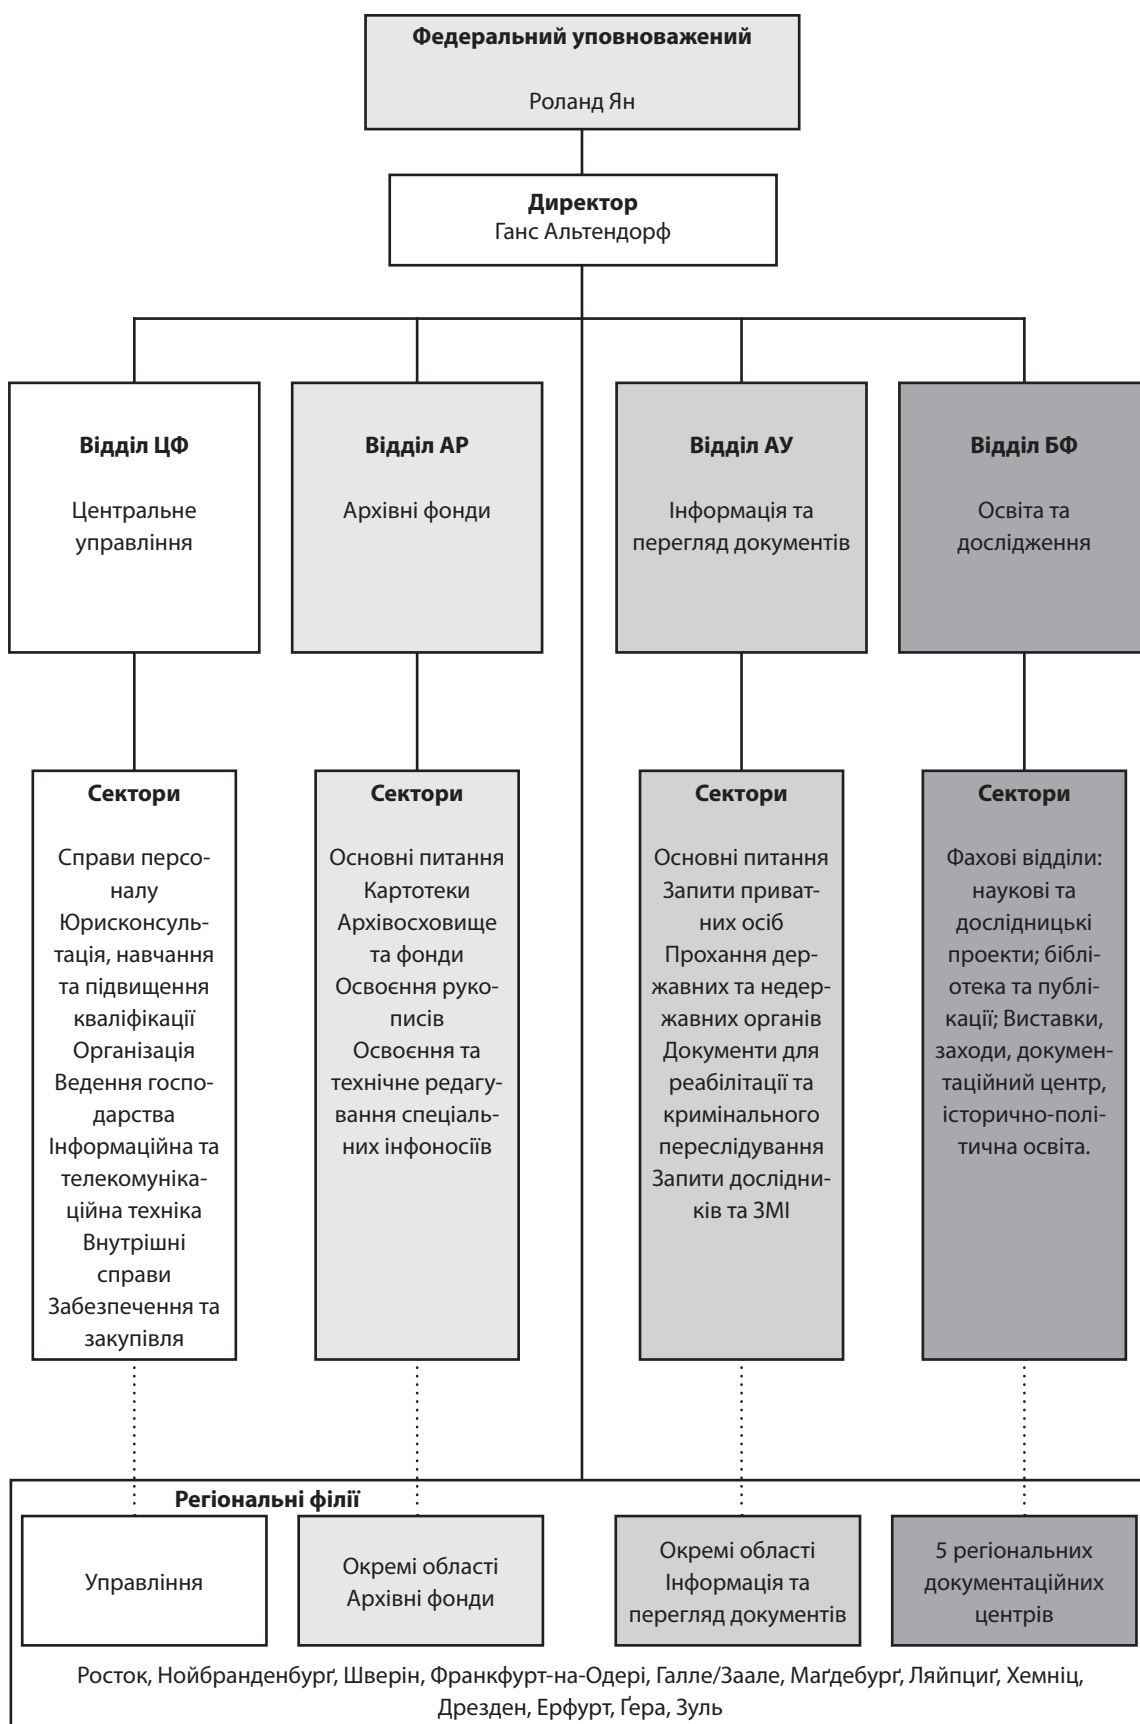 Федеральний уповноважений
Роланд Ян
Директор
Ганс Альтендорф
Відділ ЦФ
Центральне
управління
Відділ АР
Архівні фонди
Відділ АУ
Інформація та
перегляд документів
Відділ БФ
Освіта та
дослідження
Сектори
Справи персо-
налу
Юрисконсуль-
тація, навчання
та підвищення
кваліфікації
Організація
Ведення госпо-
дарства
Інформаційна та
телекомуніка-
ційна техніка
Внутрішні
справи
Забезпечення та
закупівля
Сектори
Основні питання
Картотеки
Архівосховище
та фонди
Освоєння руко-
писів
Освоєння та
технічне редагу-
вання спеціаль-
них інфоносіїв
Сектори
Основні питання
Запити приват-
них осіб
Прохання дер-
жавних та недер-
жавних органів
Документи для
реабілітації та
кримінального
переслідування
Запити дослідни-
ків та ЗМІ
Сектори
Фахові відділи:
наукові та
дослідницькі
проекти; біблі-
отека та публі-
кації; Виставки,
заходи, докумен-
таційний центр,
історично-полі-
тична освіта.
Регіональні філії
Управління
Окремі області
Архівні фонди
Окремі області
Інформація та
перегляд документів
5 регіональних
документаційних
центрів
Росток, Нойбранденбурґ, Шверін, Франкфурт-на-Одері, Галле/Заале, Маґдебурґ, Ляйпциґ, Хемніц,
Дрезден, Ерфурт, Ґера, Зуль